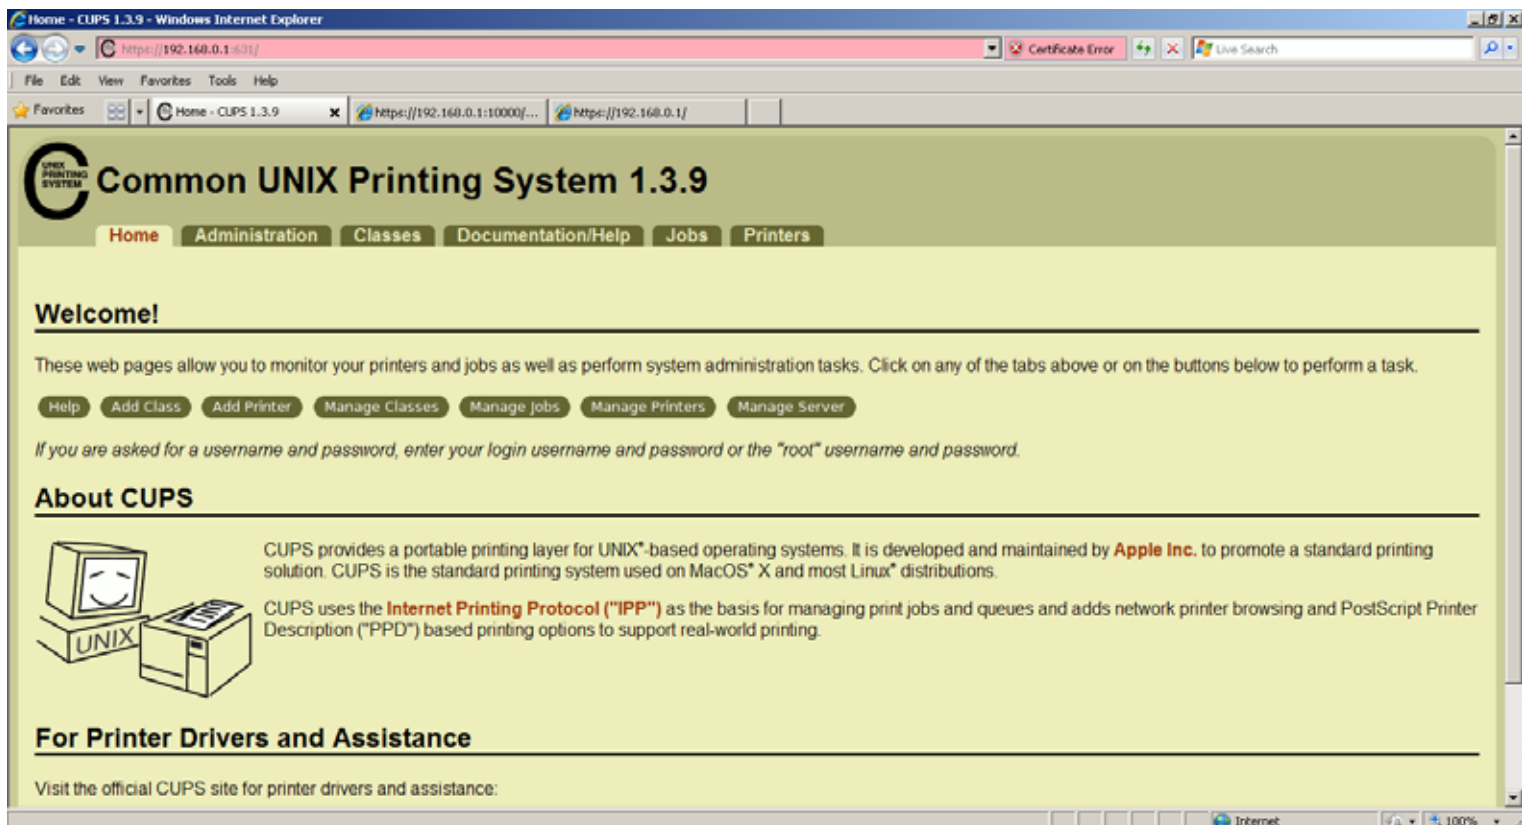 Home - CUPS 1.3.9 - Windows Internet Explorer
https://192.168.0.1:631/
Certificate Error
Live Search
File Edit View Favorites Tools Help
Favorites
Home - CUPS 1.3.9
https://192.168.0.1:10000/...
https://192.168.0.1/
UNIX
PRINTING
SYSTEM
Common UNIX Printing System 1.3.9
Home Administration Classes Documentation/Help Jobs Printers
Welcome!
These web pages allow you to monitor your printers and jobs as well as perform system administration tasks. Click on any of the tabs above or on the buttons below to perform a task.
Help Add Class Add Printer Manage Classes Manage Jobs Manage Printers Manage Server
If you are asked for a username and password, enter your login username and password or the "root" username and password.
About CUPS
UNIX
CUPS provides a portable printing layer for UNIX®-based operating systems. It is developed and maintained by Apple Inc. to promote a standard printing
solution. CUPS is the standard printing system used on MacOS® X and most Linux® distributions.
CUPS uses the Internet Printing Protocol ("IPP") as the basis for managing print jobs and queues and adds network printer browsing and PostScript Printer
Description ("PPD") based printing options to support real-world printing.
For Printer Drivers and Assistance
Visit the official CUPS site for printer drivers and assistance:
Internet
100%